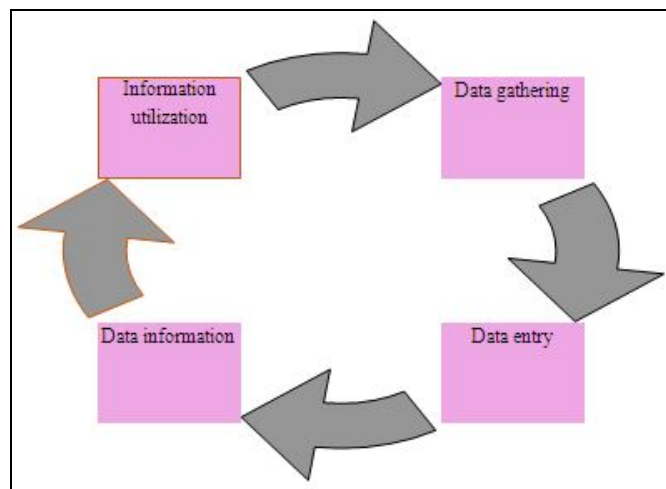 Information
utilization
Data gathering
Data information
Data entry